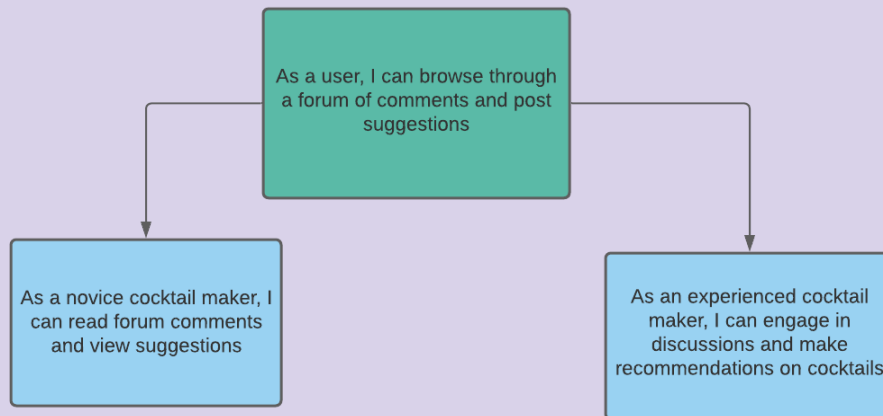 As a user, I can browse through
a forum of comments and post
suggestions
As a novice cocktail maker, I
can read forum comments
and view suggestions
As an experienced cocktail
maker, I can engage in
discussions and make
recommendations on cocktails